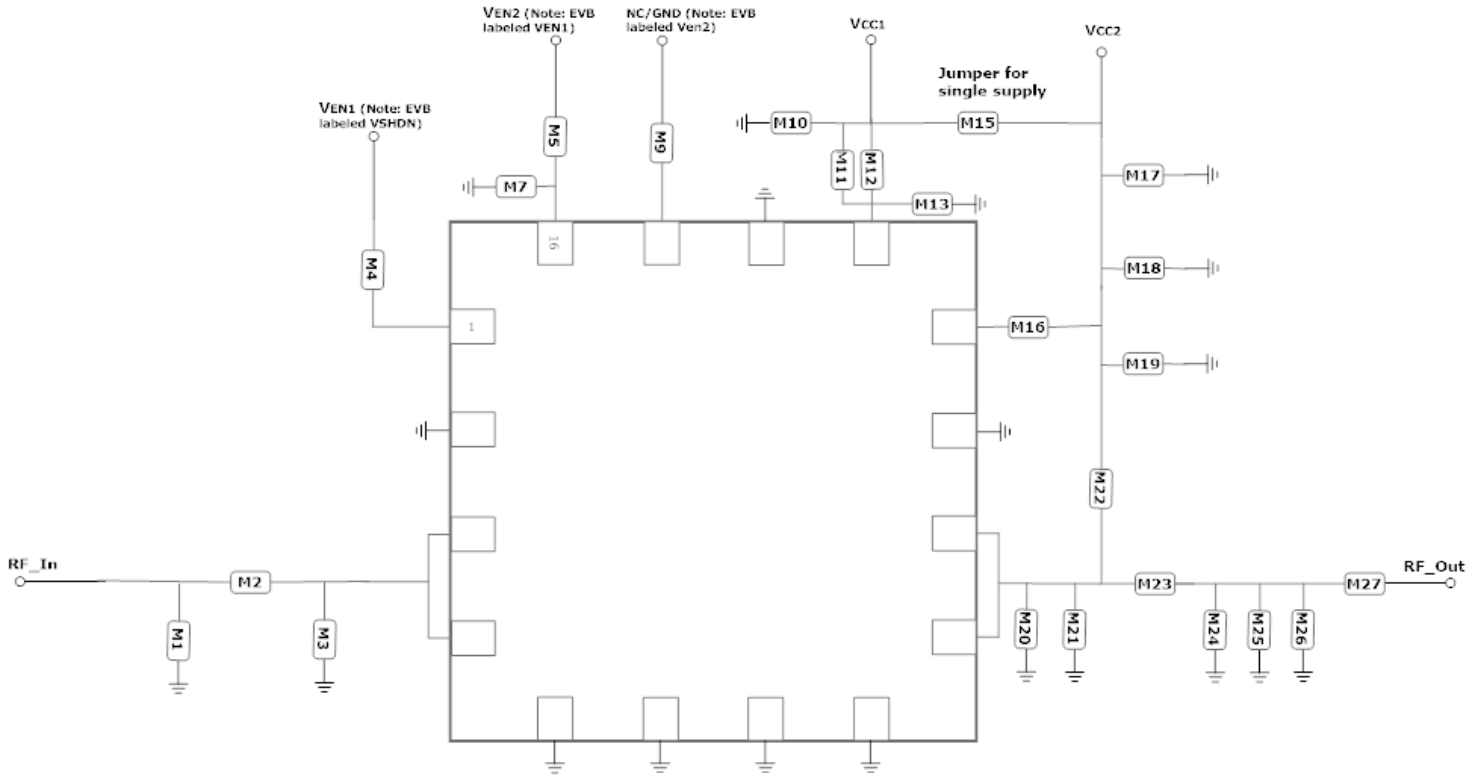 VEN2 (Note: EVB
labeled VEN1)
NC/GND (Note: EVB
labeled Ven2)
VCC1
VCC2
Jumper for
single supply
VEN1 (Note: EVB
labeled VSHDN)
M10
M15
M5
M9
M11
M12
M7
M17
M13
16
M4
M18
1
M16
M19
M22
RF_In
RF_Out
M2
M23
M27
M1
M3
M20
M21
M24
M25
M26